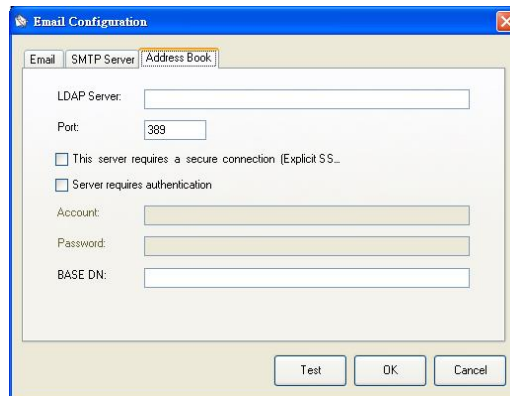 Email Configuration
Email SMTP Server Address Book
LDAP Server:
Port: 389
This server requires a secure connection (Explicit SS...
Server requires authentication
Account:
Password:
BASE DN:
Test OK Cancel